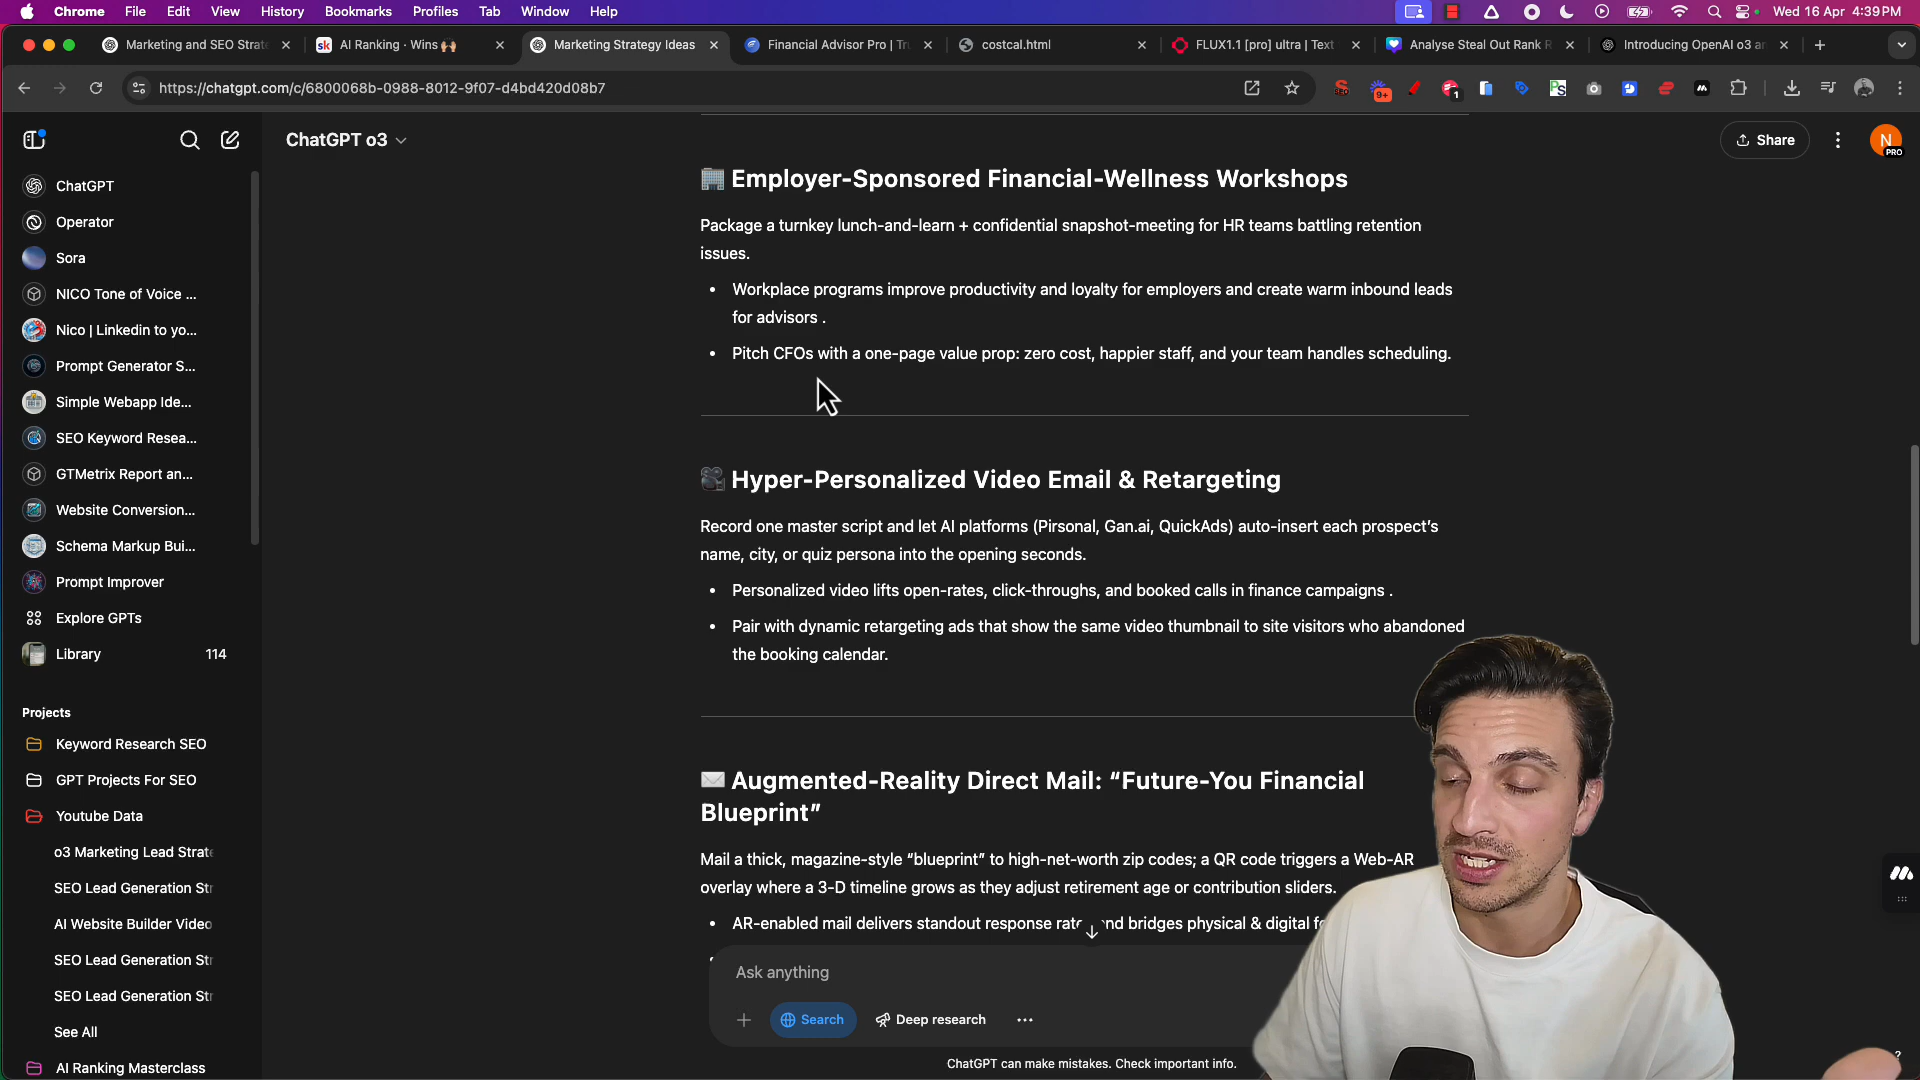 Chrome File Edit View History Bookmarks Profiles Tab Window Help Wed 16 Apr 4:39 PM
Marketing and SEO Strate
AI Ranking · Wins🙌🏻
Marketing Strategy Ideas
Financial Advisor Pro | Tr
costcal.html
FLUX1.1 [pro] ultra | Text
Analyse Steal Out Rank R
Introducing OpenAI o3 an
https://chatgpt.com/c/6800068b-0988-8012-9f07-d4bd420d08b7
9+
1
ChatGPT o3
Share
N
PRO
ChatGPT
Operator
Sora
NICO Tone of Voice ...
Nico | Linkedin to yo...
Prompt Generator S...
Simple Webapp Ide...
SEO Keyword Resea...
GTMetrix Report an...
Website Conversion...
Schema Markup Bui...
Prompt Improver
Explore GPTs
Library 114
Projects
Keyword Research SEO
GPT Projects For SEO
Youtube Data
o3 Marketing Lead Strate
SEO Lead Generation Str
AI Website Builder Video
SEO Lead Generation Str
SEO Lead Generation Str
See All
AI Ranking Masterclass
🏢 Employer-Sponsored Financial-Wellness Workshops
Package a turnkey lunch-and-learn + confidential snapshot-meeting for HR teams battling retention
issues.
• Workplace programs improve productivity and loyalty for employers and create warm inbound leads
for advisors .
• Pitch CFOs with a one-page value prop: zero cost, happier staff, and your team handles scheduling.
🎥 Hyper-Personalized Video Email & Retargeting
Record one master script and let AI platforms (Pirsonal, Gan.ai, QuickAds) auto-insert each prospect's
name, city, or quiz persona into the opening seconds.
• Personalized video lifts open-rates, click-throughs, and booked calls in finance campaigns .
• Pair with dynamic retargeting ads that show the same video thumbnail to site visitors who abandoned
the booking calendar.
✉️ Augmented-Reality Direct Mail: “Future-You Financial
Blueprint”
Mail a thick, magazine-style “blueprint” to high-net-worth zip codes; a QR code triggers a Web-AR
overlay where a 3-D timeline grows as they adjust retirement age or contribution sliders.
• AR-enabled mail delivers standout response rate and bridges physical & digital
Ask anything
Search
Deep research
ChatGPT can make mistakes. Check important info.
?